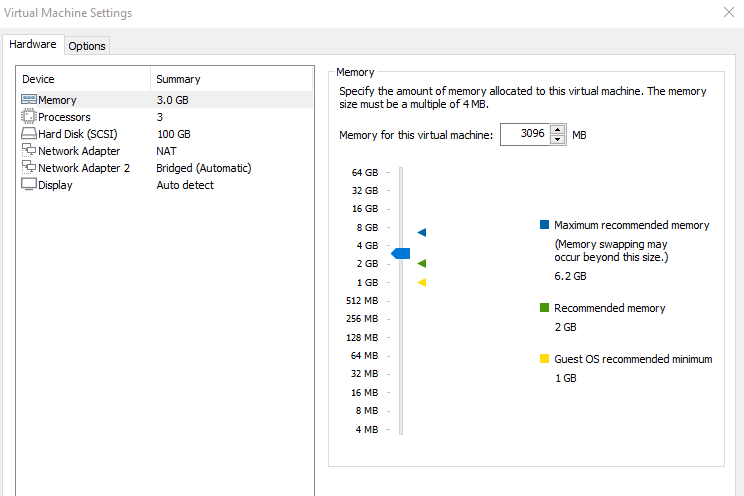 Virtual Machine Settings
Hardware
Options
Device Summary
Memory 3.0 GB
Processors 3
Hard Disk (SCSI) 100 GB
Network Adapter NAT
Network Adapter 2 Bridged (Automatic)
Display Auto detect
Memory
Specify the amount of memory allocated to this virtual machine. The memory
size must be a multiple of 4 MB.
Memory for this virtual machine: 3096 MB
64 GB
32 GB
16 GB
8 GB
4 GB
2 GB
1 GB
512 MB
256 MB
128 MB
64 MB
32 MB
16 MB
8 MB
4 MB
Maximum recommended memory
(Memory swapping may
occur beyond this size.)
6.2 GB
Recommended memory
2 GB
Guest OS recommended minimum
1 GB